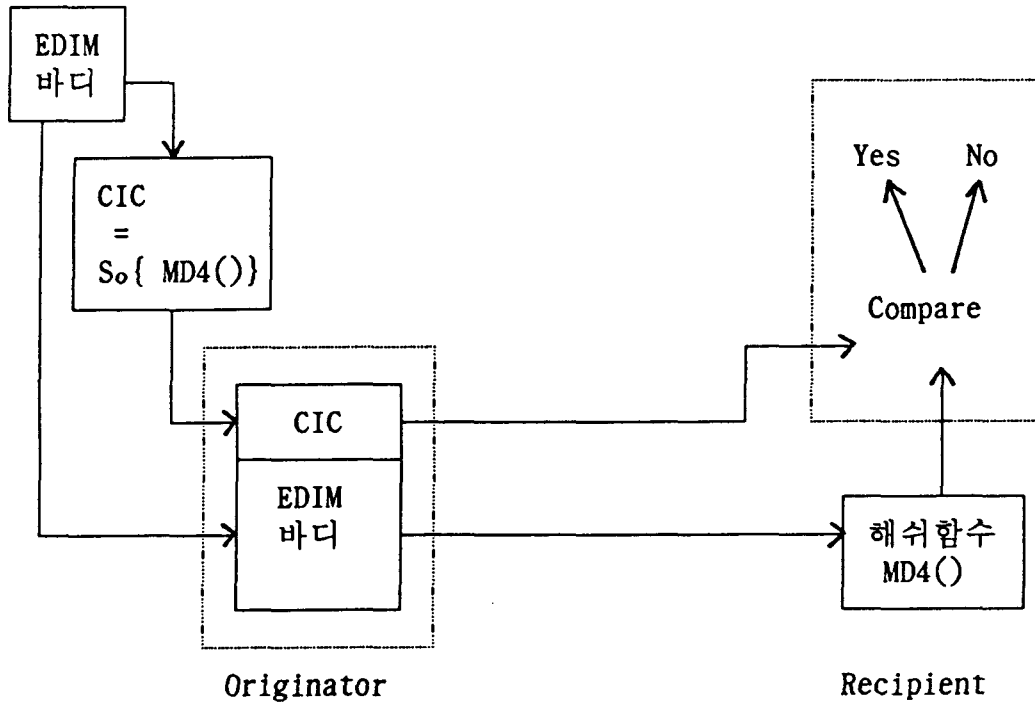 EDIM
바디
CIC
=
So{ MD4()}
CIC
EDIM
바디
Originator
Yes No
Compare
해쉬함수
MD4()
Recipient